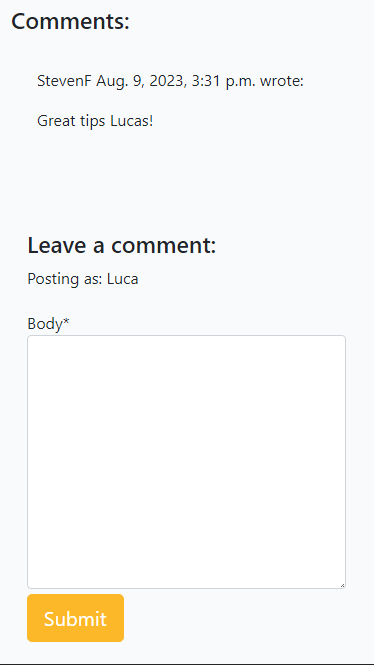 Comments:
StevenF Aug. 9, 2023, 3:31 p.m. wrote:
Great tips Lucas!
Leave a comment:
Posting as: Luca
Body*
Submit